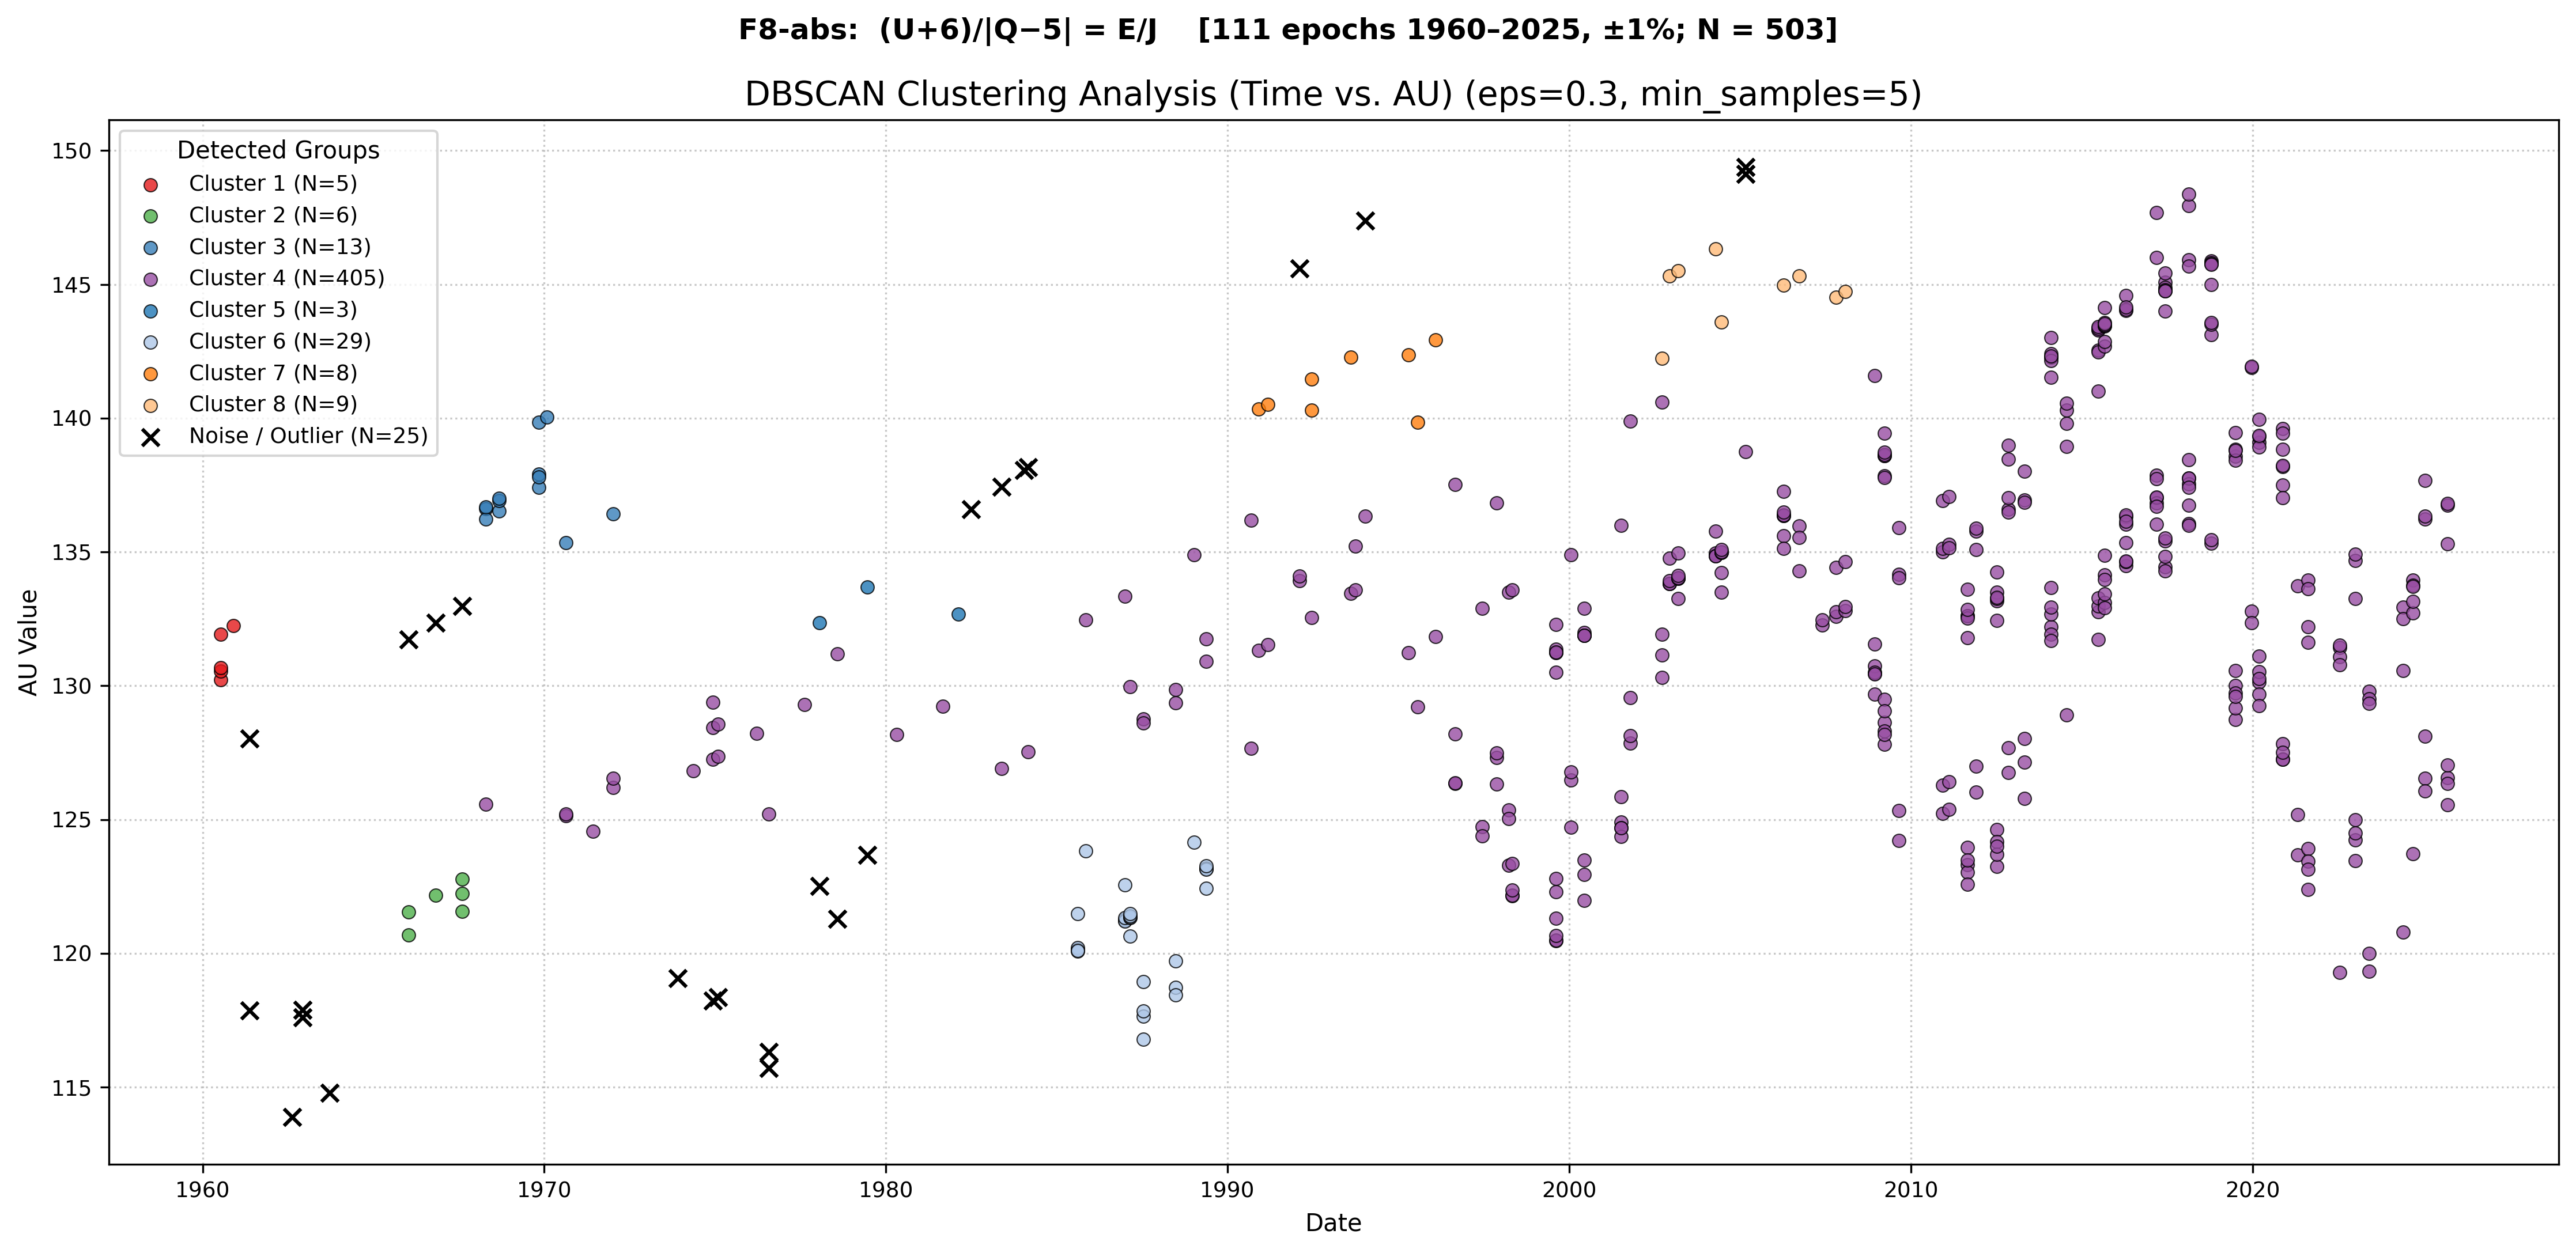 F8-abs:  (U+6)/|Q−5| = E/J    [111 epochs 1960–2025, ±1%; N = 503]
DBSCAN Clustering Analysis (Time vs. AU) (eps=0.3, min_samples=5)
Detected Groups
Cluster 1 (N=5)
Cluster 2 (N=6)
Cluster 3 (N=13)
Cluster 4 (N=405)
Cluster 5 (N=3)
Cluster 6 (N=29)
Cluster 7 (N=8)
Cluster 8 (N=9)
Noise / Outlier (N=25)
AU Value
150
145
140
135
130
125
120
115
1960 1970 1980 1990 2000 2010 2020
Date